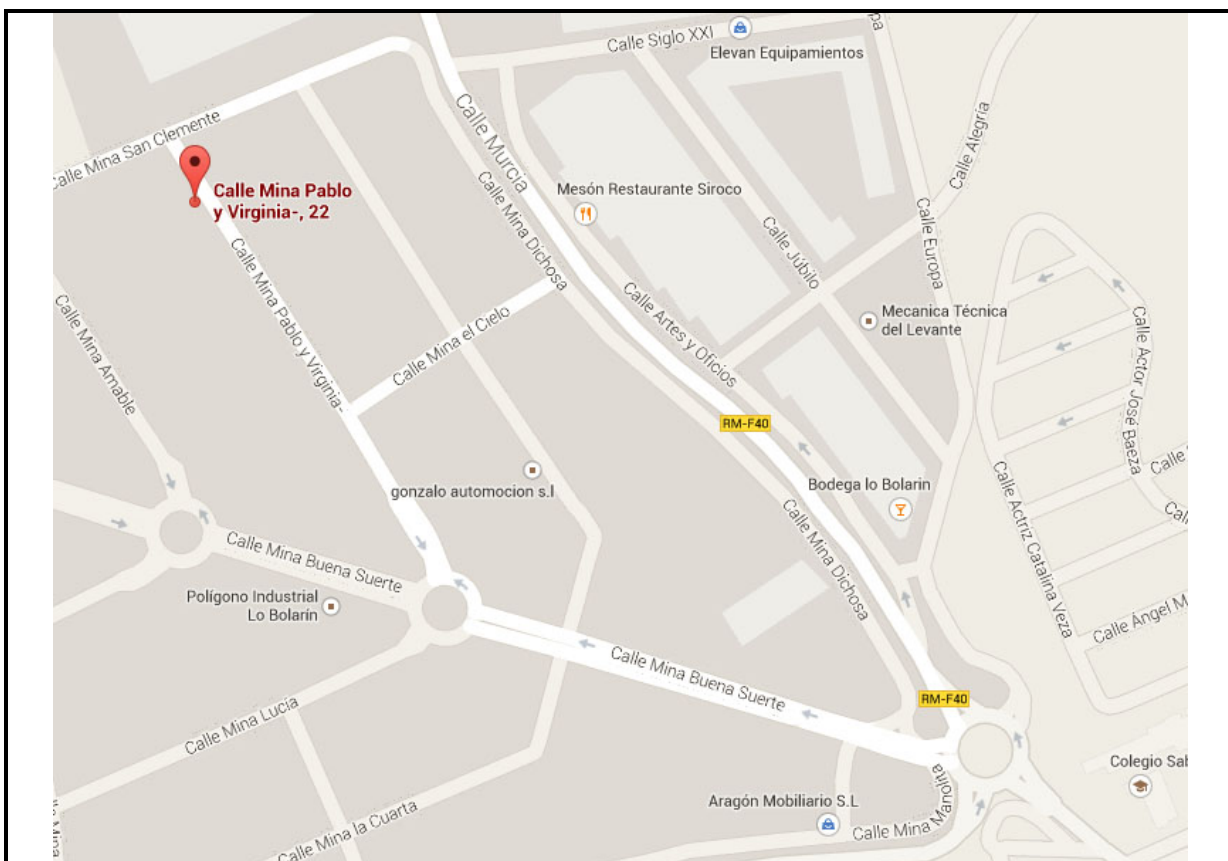 Calle Siglo XXI
Elevan Equipamientos
Calle Mina San Clemente
Calle Murcia
Calle Alegría
Calle Mina Pablo
y Virginia-, 22
Mesón Restaurante Siroco
Calle Mina Dichosa
Calle Júbilo
Calle Europa
Calle Mina Pablo y Virginia-
Calle Mina el Cielo
Calle Artes y Oficios
Mecanica Técnica
del Levante
Calle Mina Amable
Calle Actor José Baeza
RM-F40
Calle
gonzalo automocion s.l
Bodega lo Bolarin
Calle Mina Dichosa
Calle Actriz Catalina Veza
Calle Mina Buena Suerte
Polígono Industrial
Lo Bolarín
Calle Ángel M
Calle Mina Buena Suerte
RM-F40
Calle Mina Lucía
Colegio Sab
Aragón Mobiliario S.L
Calle Mina Manolita
Calle Mina la Cuarta